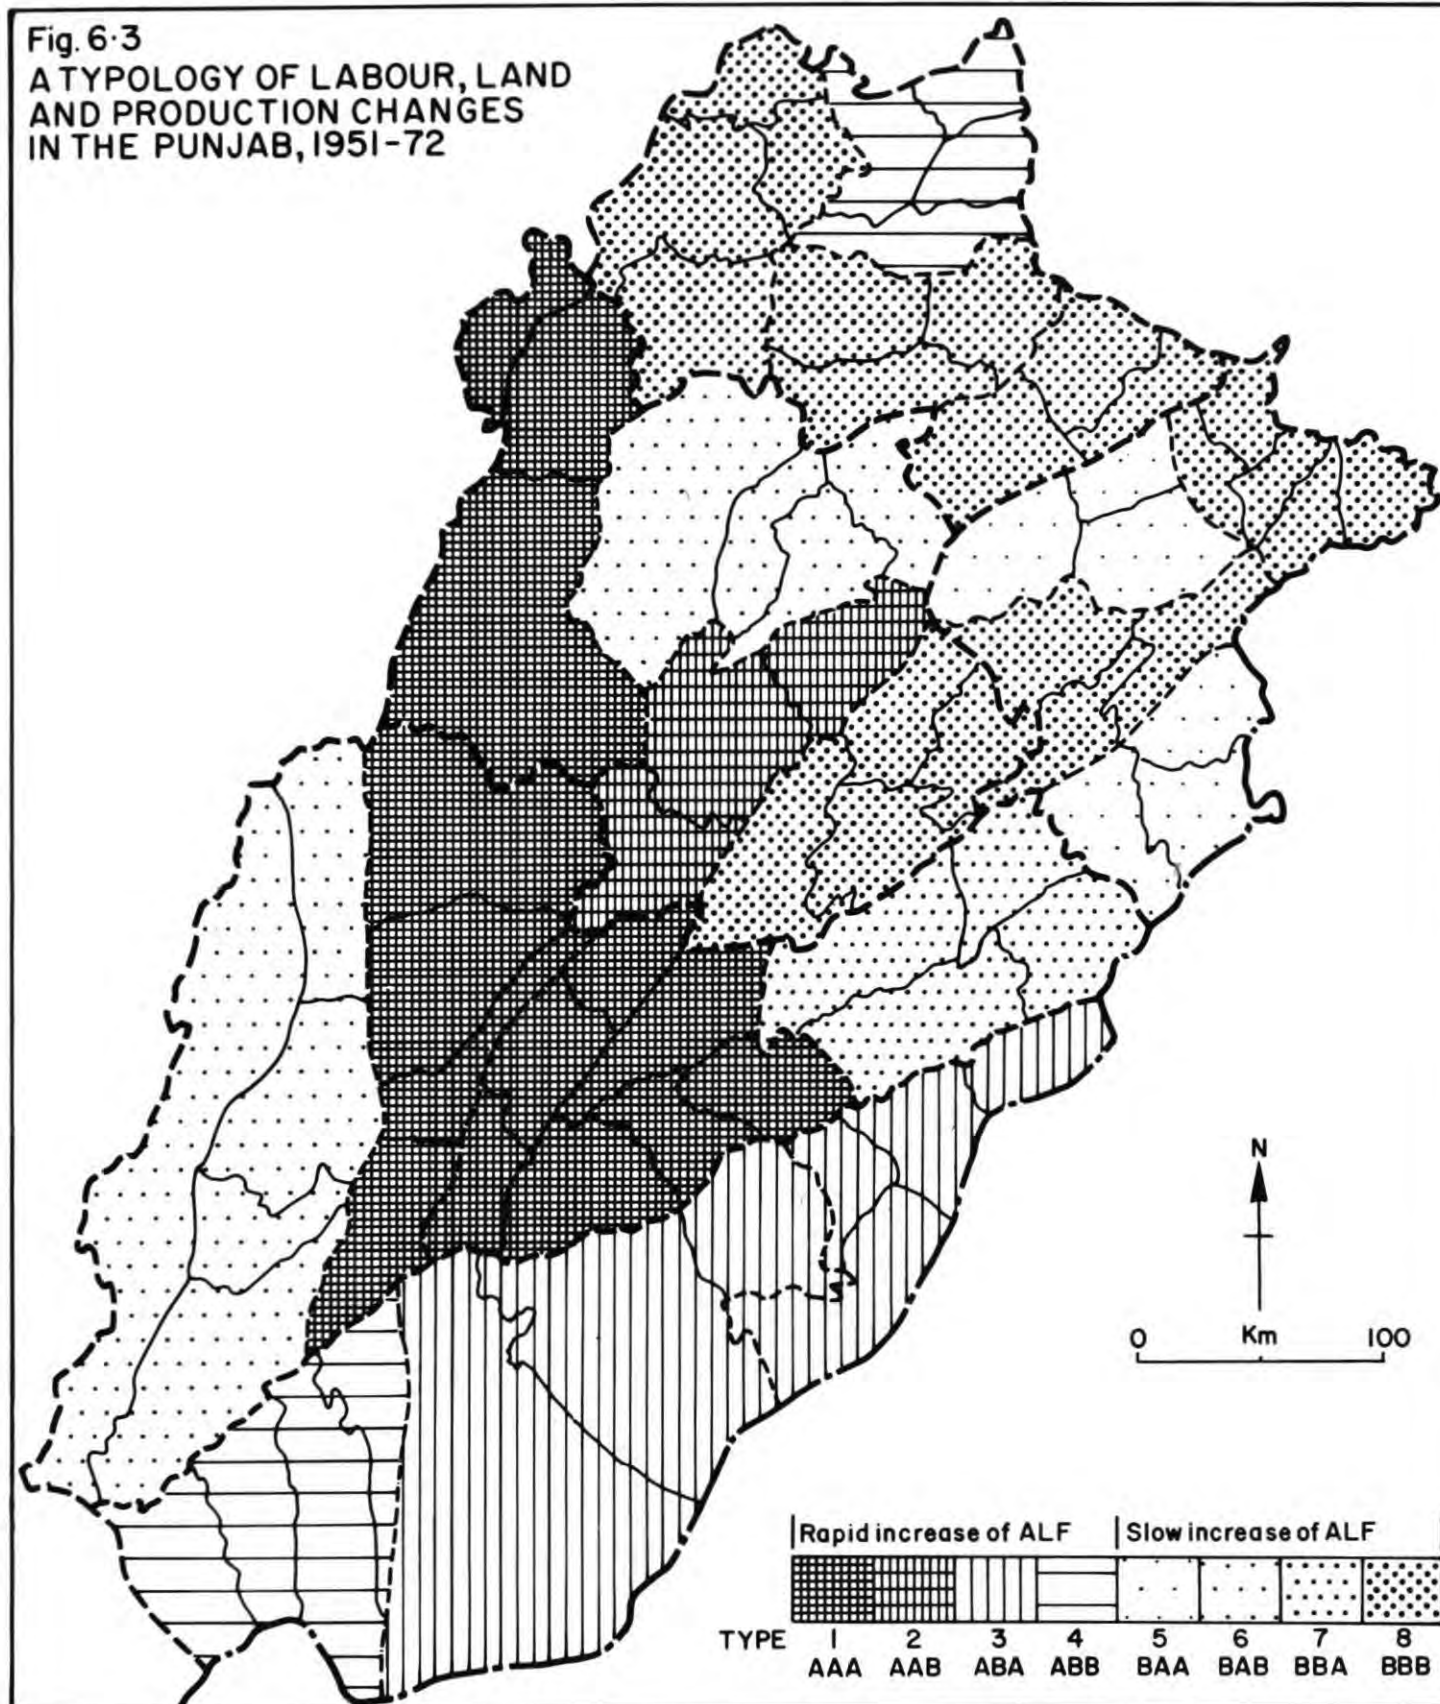 Fig. 6·3
A TYPOLOGY OF LABOUR, LAND
AND PRODUCTION CHANGES
IN THE PUNJAB, 1951-72
N
0 Km 100
Rapid increase of ALF Slow increase of ALF
TYPE 1 2 3 4 5 6 7 8
AAA AAB ABA ABB BAA BAB BBA BBB